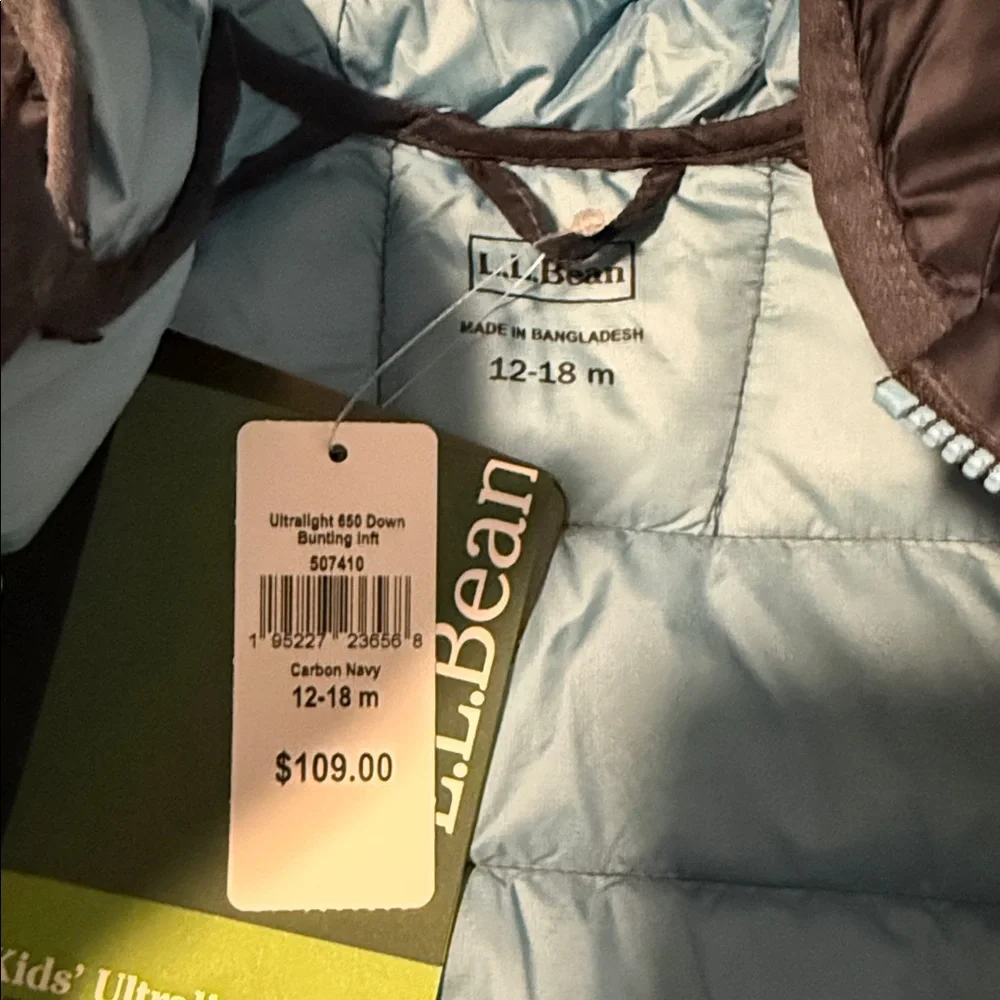 L.L.Bean
MADE IN BANGLADESH
12-18 m
Ultralight 650 Down
Bunting Inft
507410
1 95227 23656 8
Carbon Navy
12-18 m
$109.00
L.L.Bean
Kids'